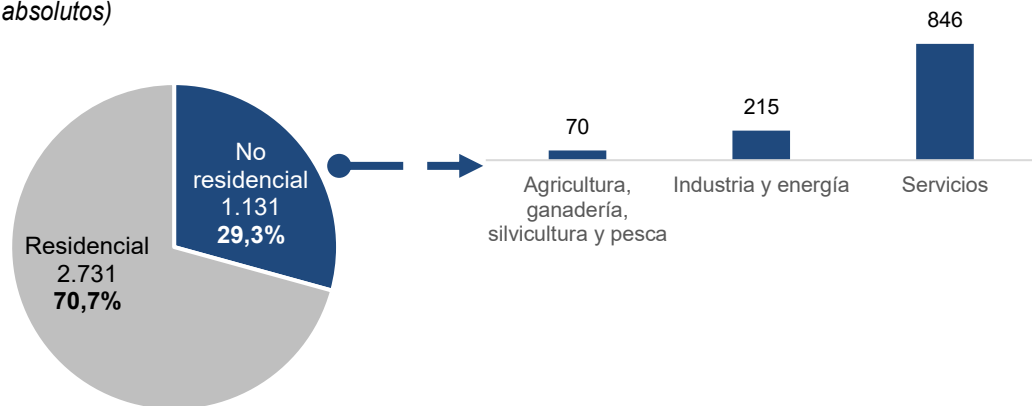 absolutos)
No
residencial
1.131
29,3%
Residencial
2.731
70,7%
70
215
846
Agricultura,
ganadería,
silvicultura y pesca
Industria y energía
Servicios